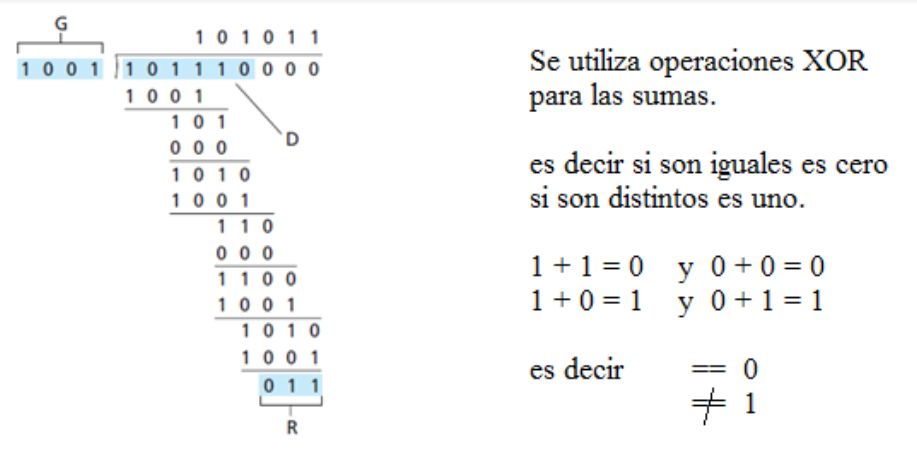 G
1 0 1 0 1 1
1 0 0 1 1 0 1 1 1 0 0 0 0
1 0 0 1
1 0 1
D
0 0 0
1 0 1 0
1 0 0 1
1 1 0
0 0 0
1 1 0 0
1 0 0 1
1 0 1 0
1 0 0 1
0 1 1
R
Se utiliza operaciones XOR
para las sumas.
es decir si son iguales es cero
si son distintos es uno.
1 + 1 = 0 y 0 + 0 = 0
1 + 0 = 1 y 0 + 1 = 1
es decir == 0
≠ 1